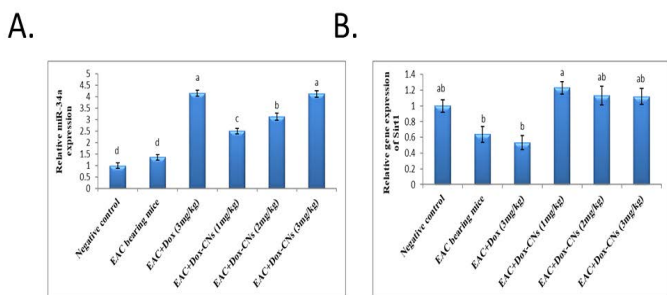 A.
B.
Relative miR-34a
expression
5
4.5
4
3.5
3
2.5
2
1.5
1
0.5
0
d
d
a
c
b
a
Negative control
EAC bearing mice
EAC+Dox (3mg/kg)
EAC+Dox-CNs (1mg/kg)
EAC+Dox-CNs (2mg/kg)
EAC+Dox-CNs (3mg/kg)
Relative gene expression
of Sirt1
1.4
1.2
1
0.8
0.6
0.4
0.2
0
ab
b
b
a
ab
ab
Negative control
EAC bearing mice
EAC+Dox (3mg/kg)
EAC+Dox-CNs (1mg/kg)
EAC+Dox-CNs (2mg/kg)
EAC+Dox-CNs (3mg/kg)